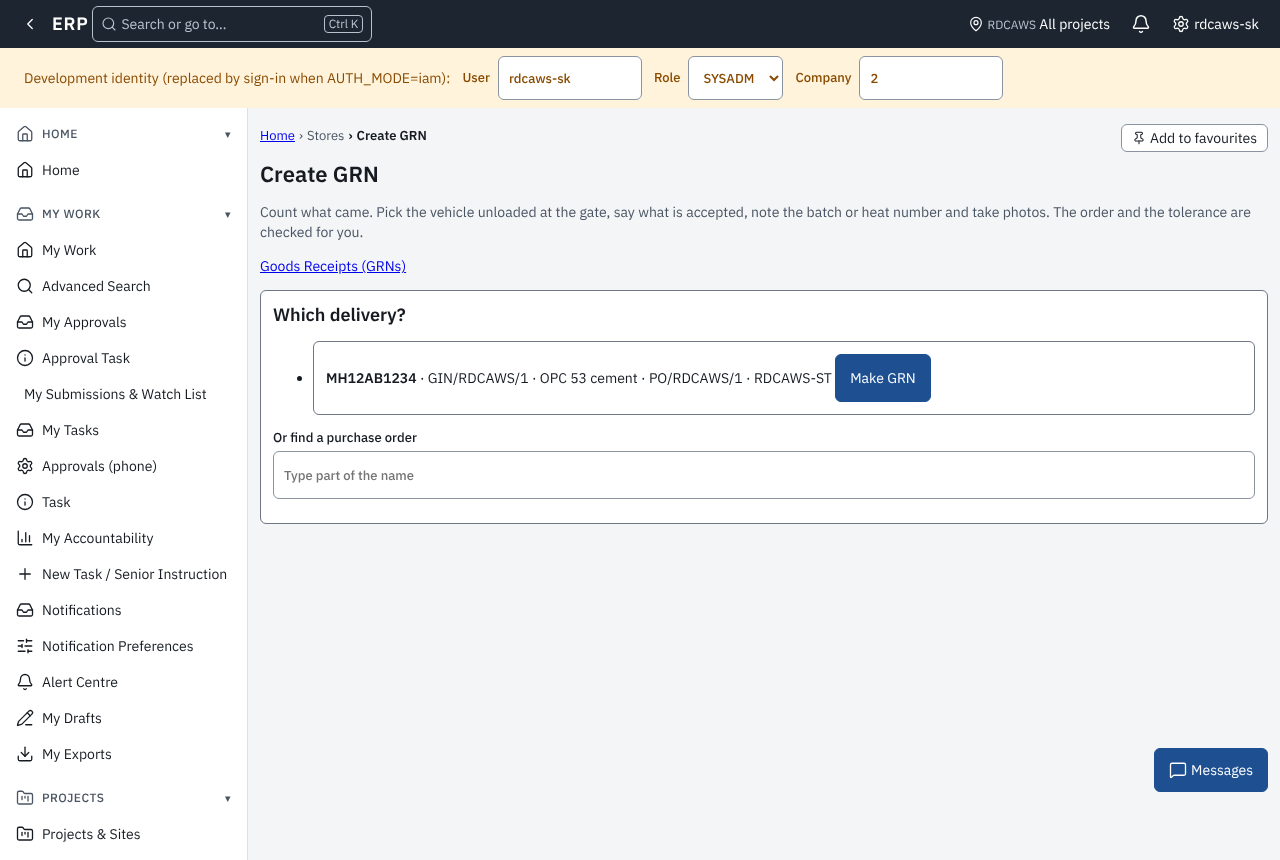 ERP
Search or go to…
Ctrl K
RDCAWS All projects
rdcaws-sk
Development identity (replaced by sign-in when AUTH_MODE=iam):
User
rdcaws-sk
Role
SYSADM
Company
2
HOME
Home
MY WORK
My Work
Advanced Search
My Approvals
Approval Task
My Submissions & Watch List
My Tasks
Approvals (phone)
Task
My Accountability
New Task / Senior Instruction
Notifications
Notification Preferences
Alert Centre
My Drafts
My Exports
PROJECTS
Projects & Sites
Home › Stores › Create GRN
Add to favourites
Create GRN
Count what came. Pick the vehicle unloaded at the gate, say what is accepted, note the batch or heat number and take photos. The order and the tolerance are
checked for you.
Goods Receipts (GRNs)
Which delivery?
MH12AB1234 · GIN/RDCAWS/1 · OPC 53 cement · PO/RDCAWS/1 · RDCAWS-ST
Make GRN
Or find a purchase order
Type part of the name
Messages